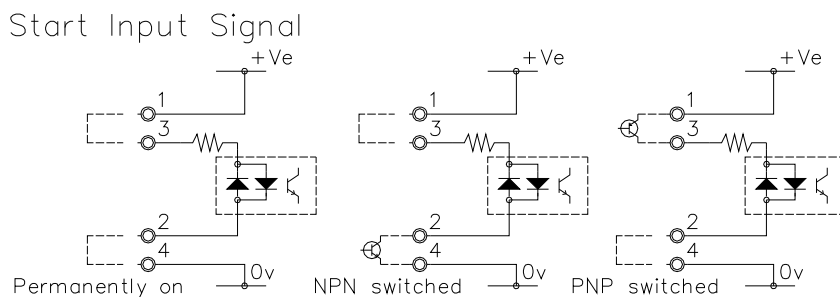 Start Input Signal
+Ve +Ve +Ve
1 1 1
3 3 3
2 2 2
4 4 4
0v 0v 0v
Permanently on NPN switched PNP switched